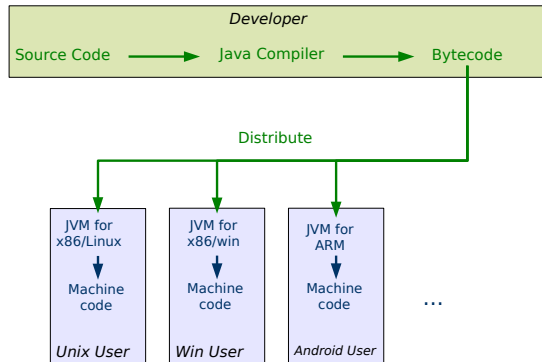 Developer
Source Code
Java Compiler
Bytecode
Distribute
JVM for
x86/Linux
Machine
code
Unix User
JVM for
x86/win
Machine
code
Win User
JVM for
ARM
Machine
code
Android User
...